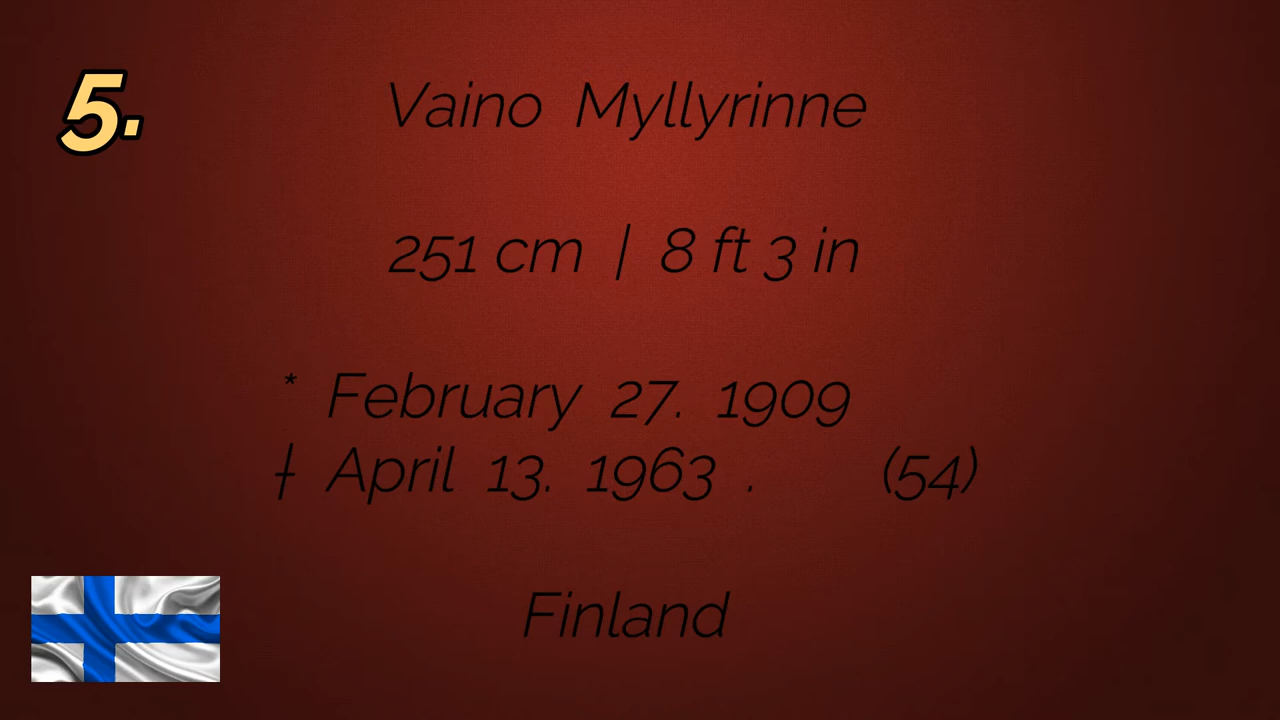 5.
Vaino Myllyrinne
251 cm | 8 ft 3 in
* February 27. 1909
† April 13. 1963 . (54)
Finland